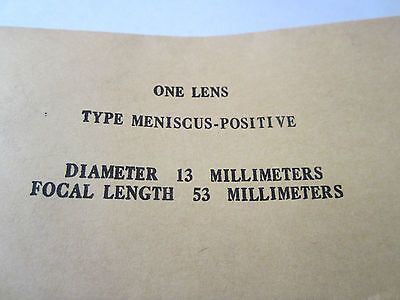 ONE LENS
TYPE MENISCUS-POSITIVE
DIAMETER 13 MILLIMETERS
FOCAL LENGTH 53 MILLIMETERS